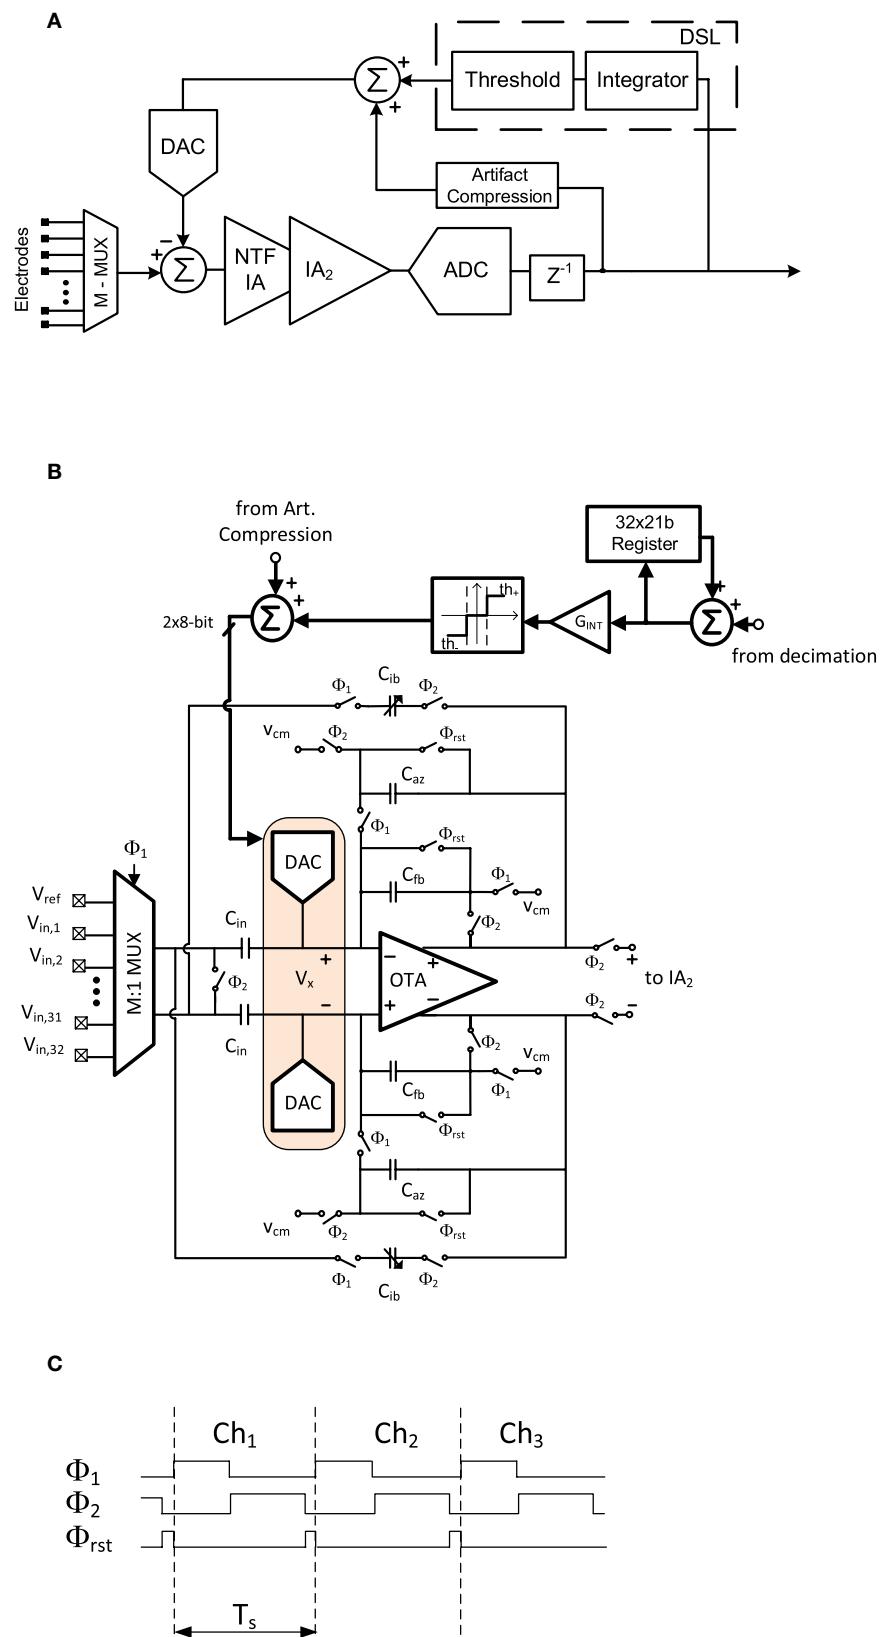 A
DSL
Threshold
Integrator
Σ
+
+
DAC
Artifact
Compression
Electrodes
M - MUX
+
−
Σ
NTF
IA
IA2
ADC
Z-1
B
from Art.
Compression
32x21b
Register
+
+
Σ
2x8-bit
th+
th-
GINT
+
+
Σ
from decimation
Φ1
Cib
Φ2
vcm
Φ2
Φrst
Caz
Φ1
Φrst
Cfb
Φ1
vcm
Φ2
Φ1
Vref
Vin,1
Vin,2
Vin,31
Vin,32
M:1 MUX
Φ2
Cin
Cin
DAC
+
Vx
−
DAC
−
+
OTA
+
−
Φ2
+
to IA2
Φ2
−
Φ2
vcm
Cfb
Φ1
Φrst
Φ1
Caz
vcm
Φ2
Φrst
Φ1
Cib
Φ2
C
Ch1
Ch2
Ch3
Φ1
Φ2
Φrst
Ts